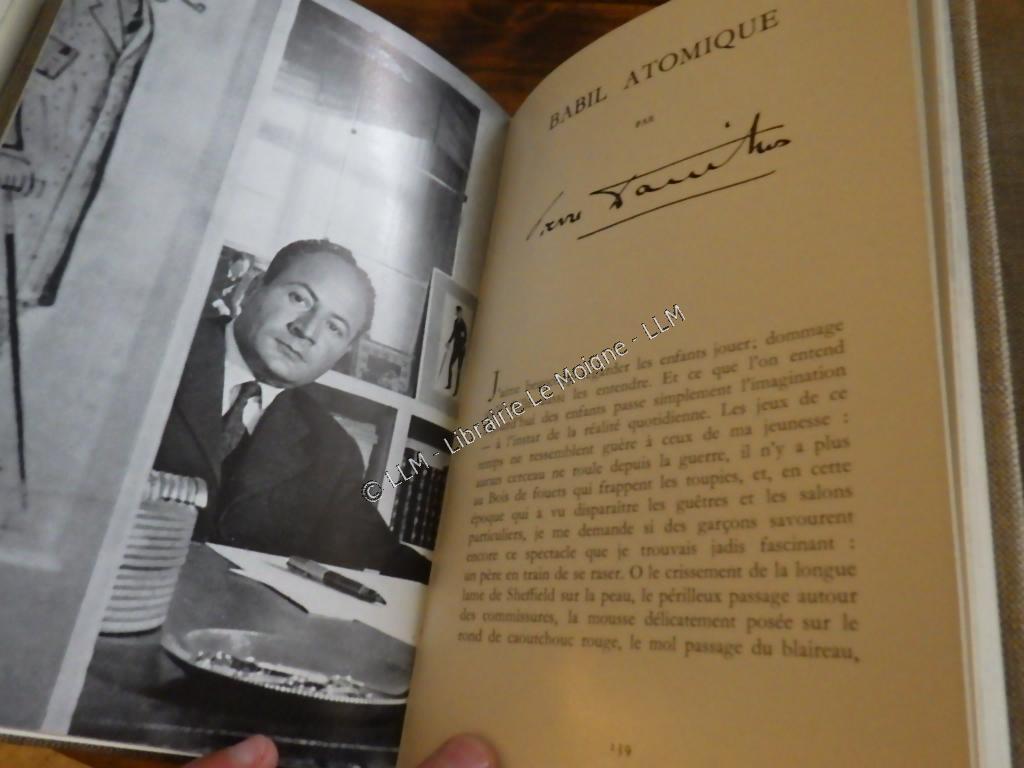 BABIL ATOMIQUE
PAR
J'aime regarder les enfants jouer; dommage
les entendre. Et ce que l'on entend
des enfants passe simplement l'imagination
— à l'instar de la réalité quotidienne. Les jeux de ce
temps ne ressemblent guère à ceux de ma jeunesse :
aucun cerceau ne roule depuis la guerre, il n'y a plus
au Bois de fouets qui frappent les toupies, et, en cette
époque qui a vu disparaître les guêtres et les salons
particuliers, je me demande si des garçons savourent
encore ce spectacle que je trouvais jadis fascinant :
un père en train de se raser. O le crissement de la longue
lame de Sheffield sur la peau, le périlleux passage autour
des commissures, la mousse délicatement posée sur le
rond de caoutchouc rouge, le mol passage du blaireau,
159
© LLM - Librairie Le Moigne - LLM